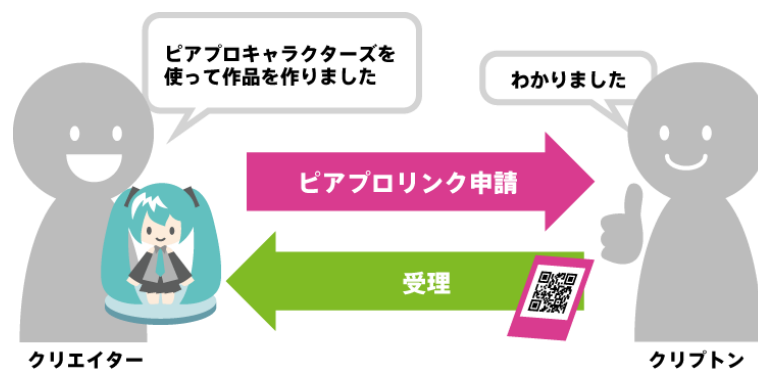 ピアプロキャラクターズを
使って作品を作りました
わかりました
ピアプロリンク申請
受理
クリエイター
クリプトン